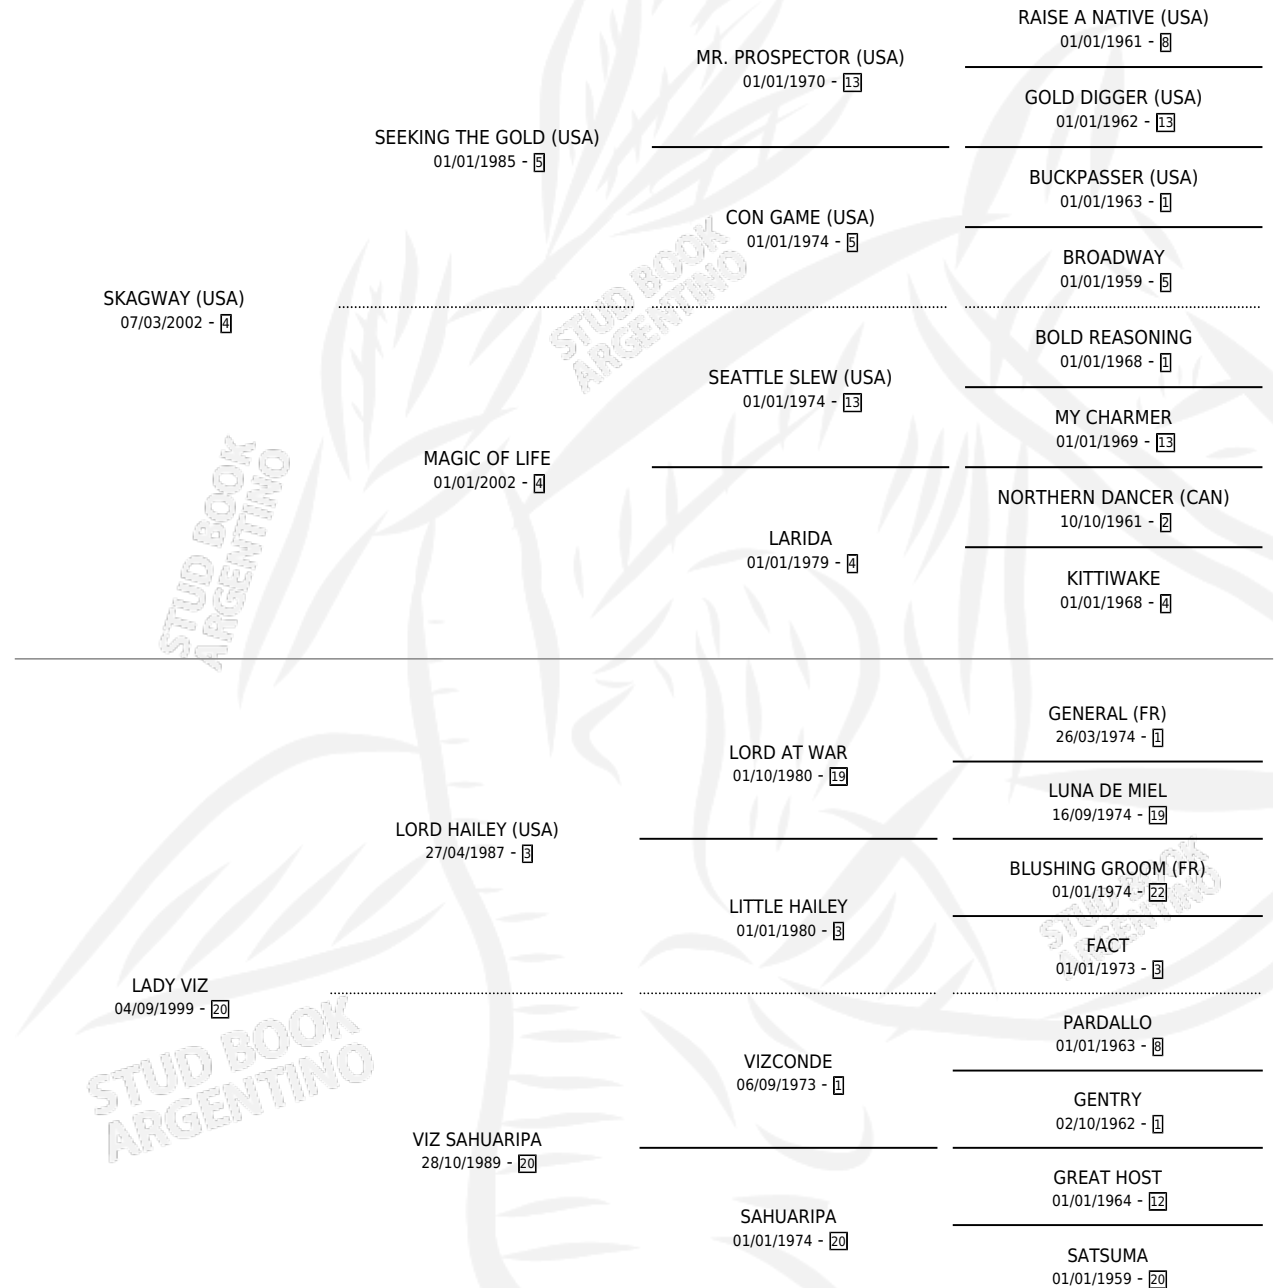 RAISE A NATIVE (USA)
01/01/1961 - 8
MR. PROSPECTOR (USA)
01/01/1970 - 13
GOLD DIGGER (USA)
01/01/1962 - 13
SEEKING THE GOLD (USA)
01/01/1985 - 5
BUCKPASSER (USA)
01/01/1963 - 1
CON GAME (USA)
01/01/1974 - 5
BROADWAY
01/01/1959 - 5
SKAGWAY (USA)
07/03/2002 - 4
BOLD REASONING
01/01/1968 - 1
SEATTLE SLEW (USA)
01/01/1974 - 13
MY CHARMER
01/01/1969 - 13
MAGIC OF LIFE
01/01/2002 - 4
NORTHERN DANCER (CAN)
10/10/1961 - 2
LARIDA
01/01/1979 - 4
KITTIWAKE
01/01/1968 - 4
STUD BOOK
ARGENTINO
STUD BOOK
ARGENTINO
GENERAL (FR)
26/03/1974 - 1
LORD AT WAR
01/10/1980 - 19
LUNA DE MIEL
16/09/1974 - 19
LORD HAILEY (USA)
27/04/1987 - 3
BLUSHING GROOM (FR)
01/01/1974 - 22
LITTLE HAILEY
01/01/1980 - 3
FACT
01/01/1973 - 3
LADY VIZ
04/09/1999 - 20
PARDALLO
01/01/1963 - 8
VIZCONDE
06/09/1973 - 1
GENTRY
02/10/1962 - 1
VIZ SAHUARIPA
28/10/1989 - 20
GREAT HOST
01/01/1964 - 12
SAHUARIPA
01/01/1974 - 20
SATSUMA
01/01/1959 - 20
STUD BOOK
ARGENTINO
STUD BOOK
ARGENTINO